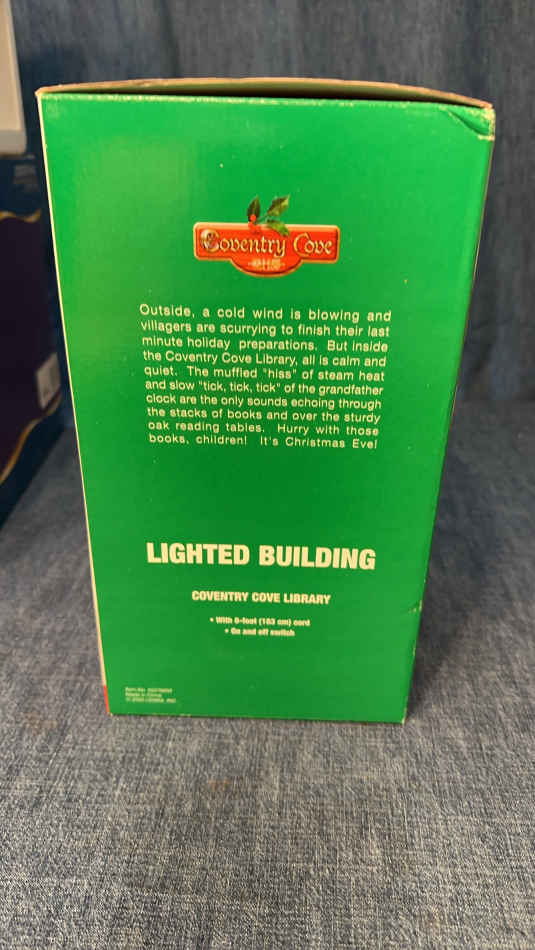 Coventry Cove
Outside, a cold wind is blowing and
villagers are scurrying to finish their last
minute holiday preparations. But inside
the Coventry Cove Library, all is calm and
quiet. The muffled "hiss" of steam heat
and slow "tick, tick, tick" of the grandfather
clock are the only sounds echoing through
the stacks of books and over the sturdy
oak reading tables. Hurry with those
books, children! It's Christmas Eve!
LIGHTED BUILDING
COVENTRY COVE LIBRARY
• With 6-foot (183 cm) cord
• On and off switch
Item No.
Made in China